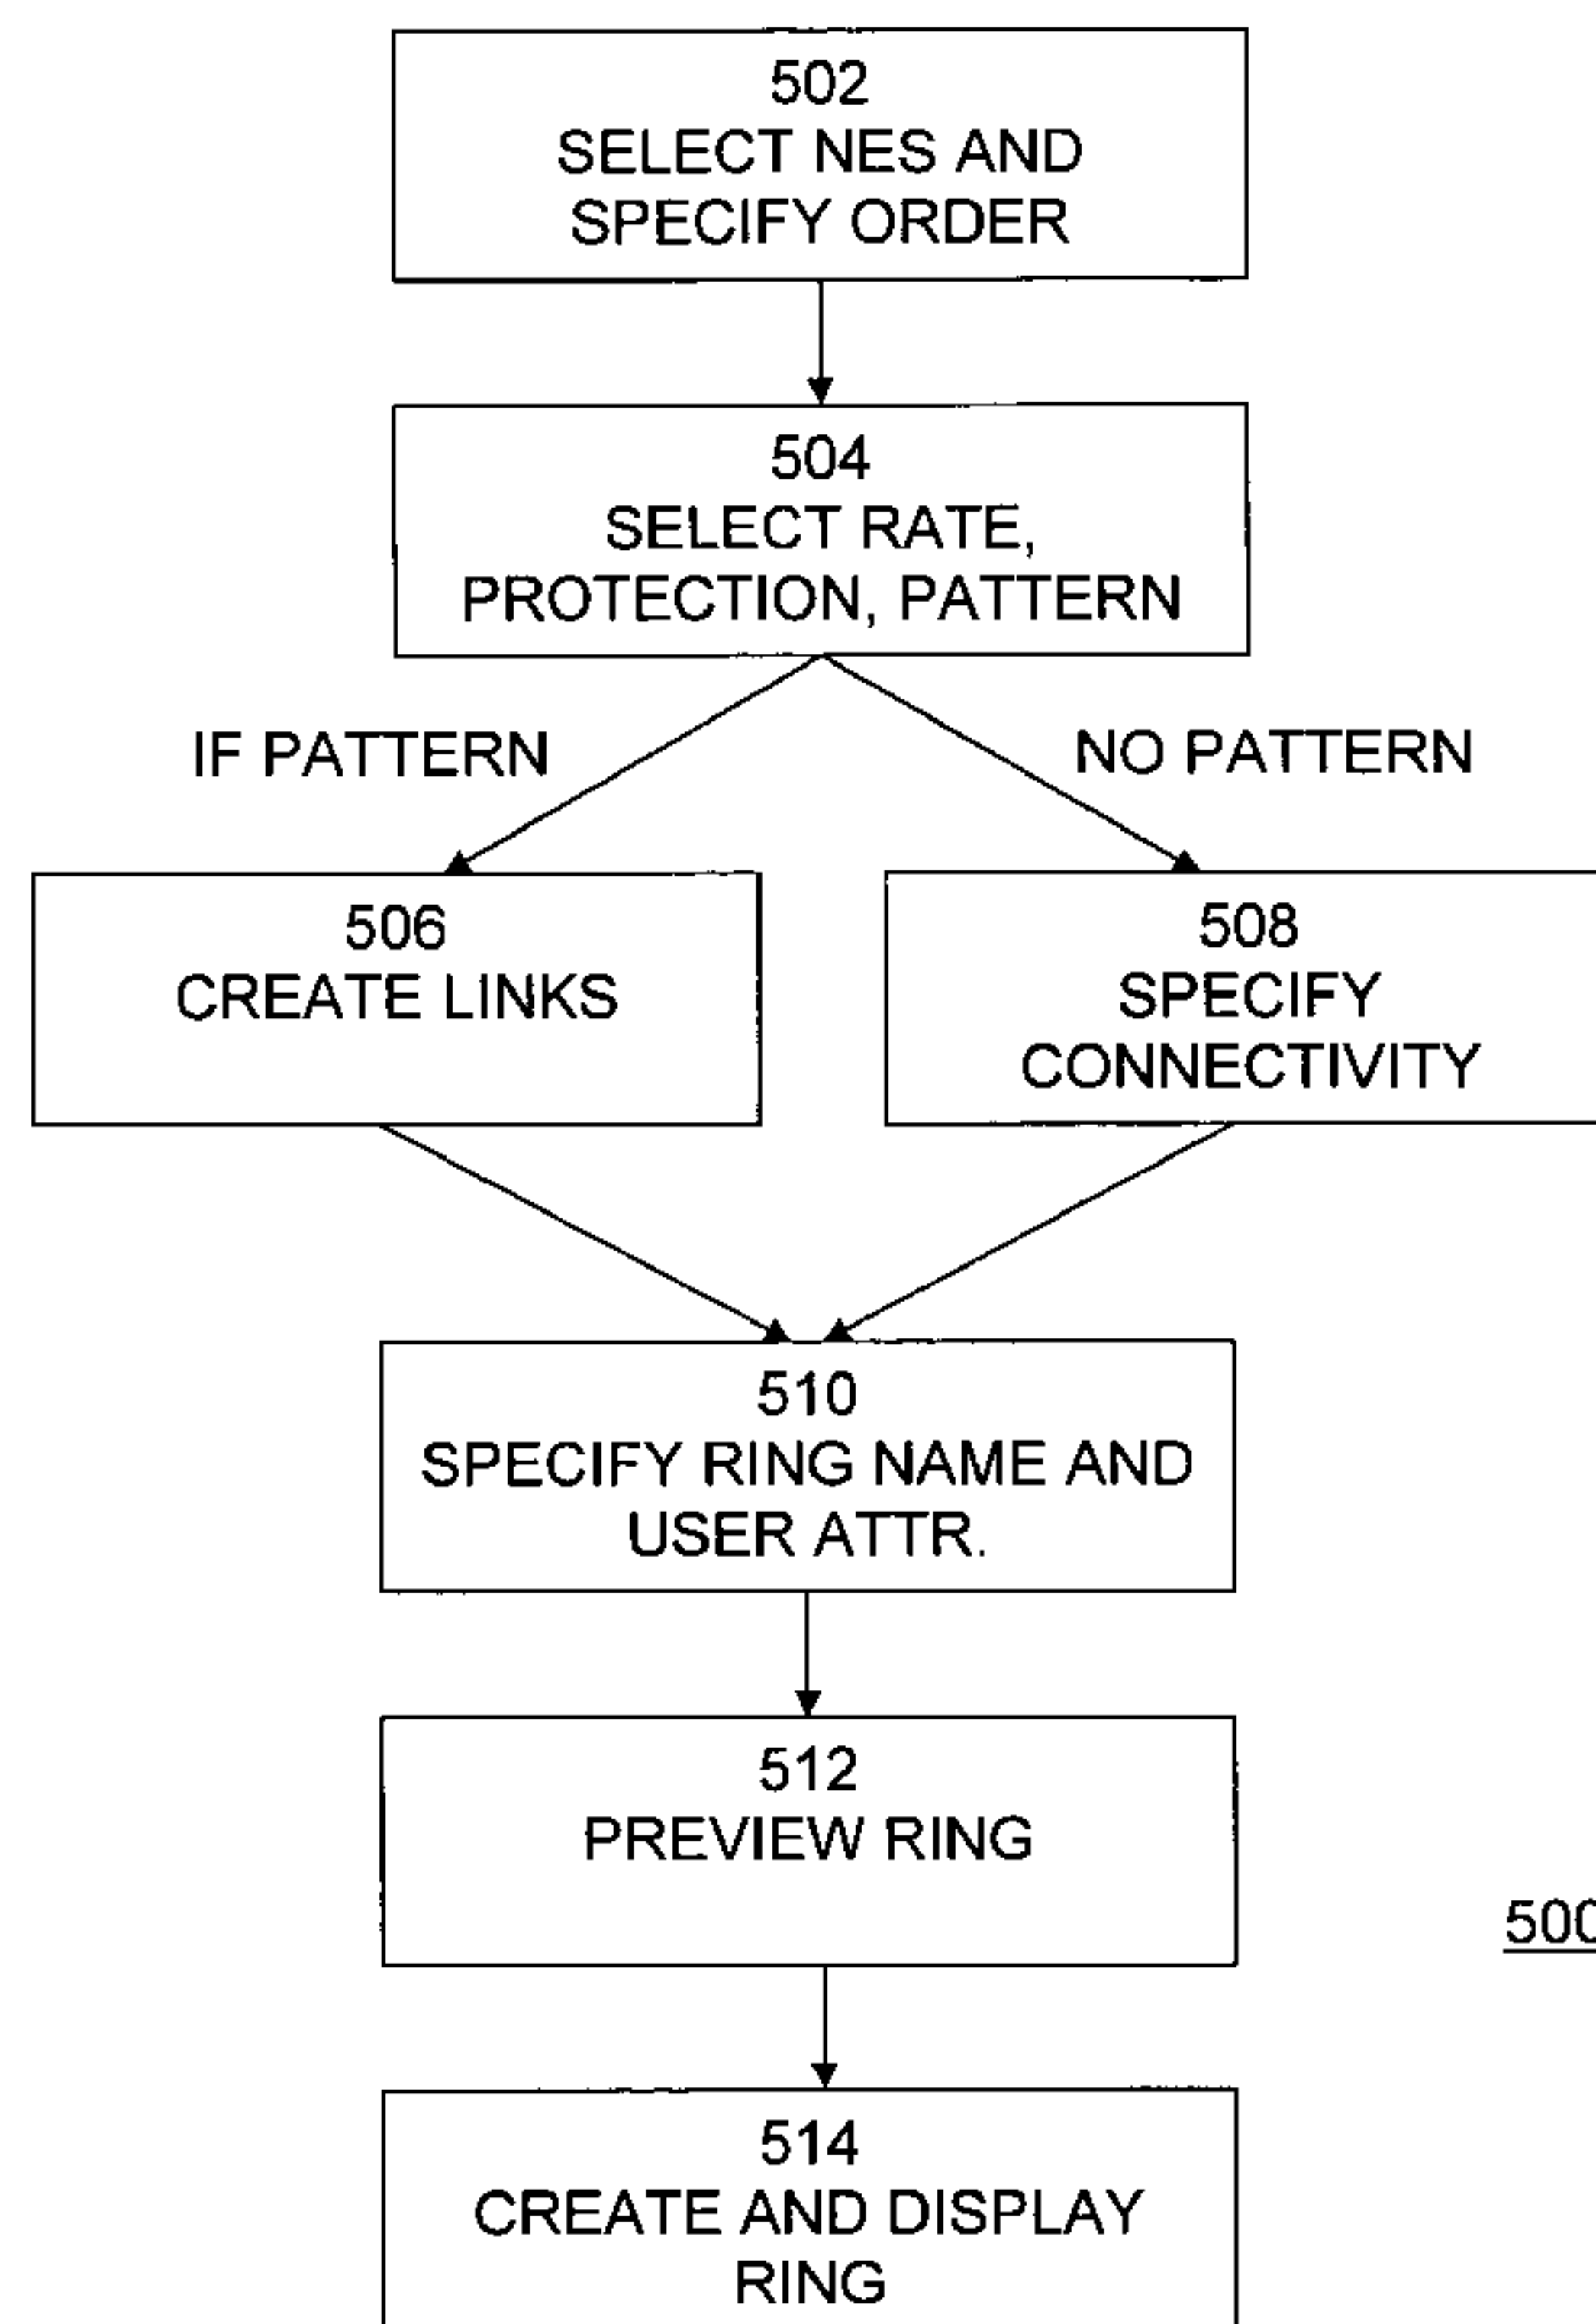 502
SELECT NES AND
SPECIFY ORDER
504
SELECT RATE,
PROTECTION, PATTERN
IF PATTERN
NO PATTERN
506
CREATE LINKS
508
SPECIFY
CONNECTIVITY
510
SPECIFY RING NAME AND
USER ATTR.
512
PREVIEW RING
500
514
CREATE AND DISPLAY
RING